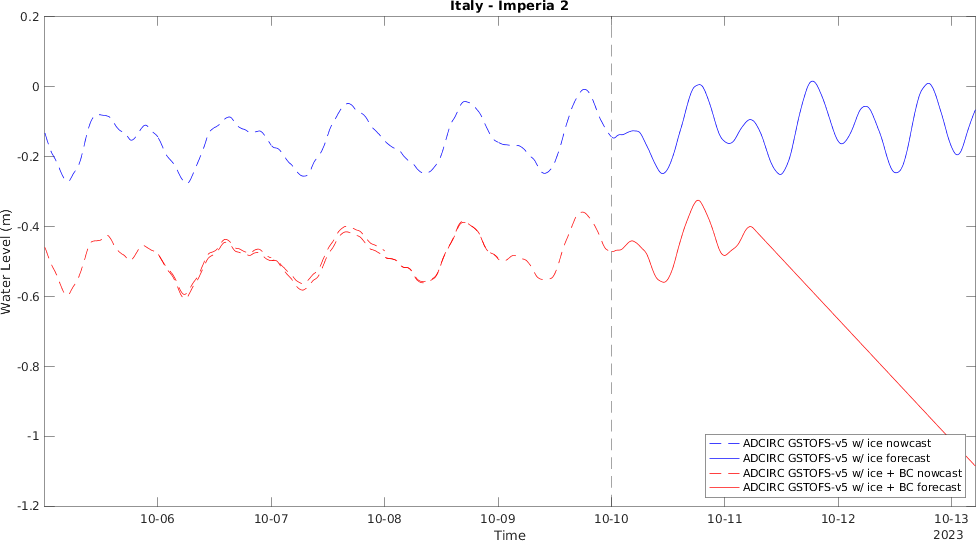 Italy - Imperia 2
0.2
0
-0.2
-0.4
-0.6
-0.8
-1
-1.2
Water Level (m)
10-06 10-07 10-08 10-09 10-10 10-11 10-12 10-13
2023
Time
ADCIRC GSTOFS-v5 w/ ice nowcast
ADCIRC GSTOFS-v5 w/ ice forecast
ADCIRC GSTOFS-v5 w/ ice + BC nowcast
ADCIRC GSTOFS-v5 w/ ice + BC forecast